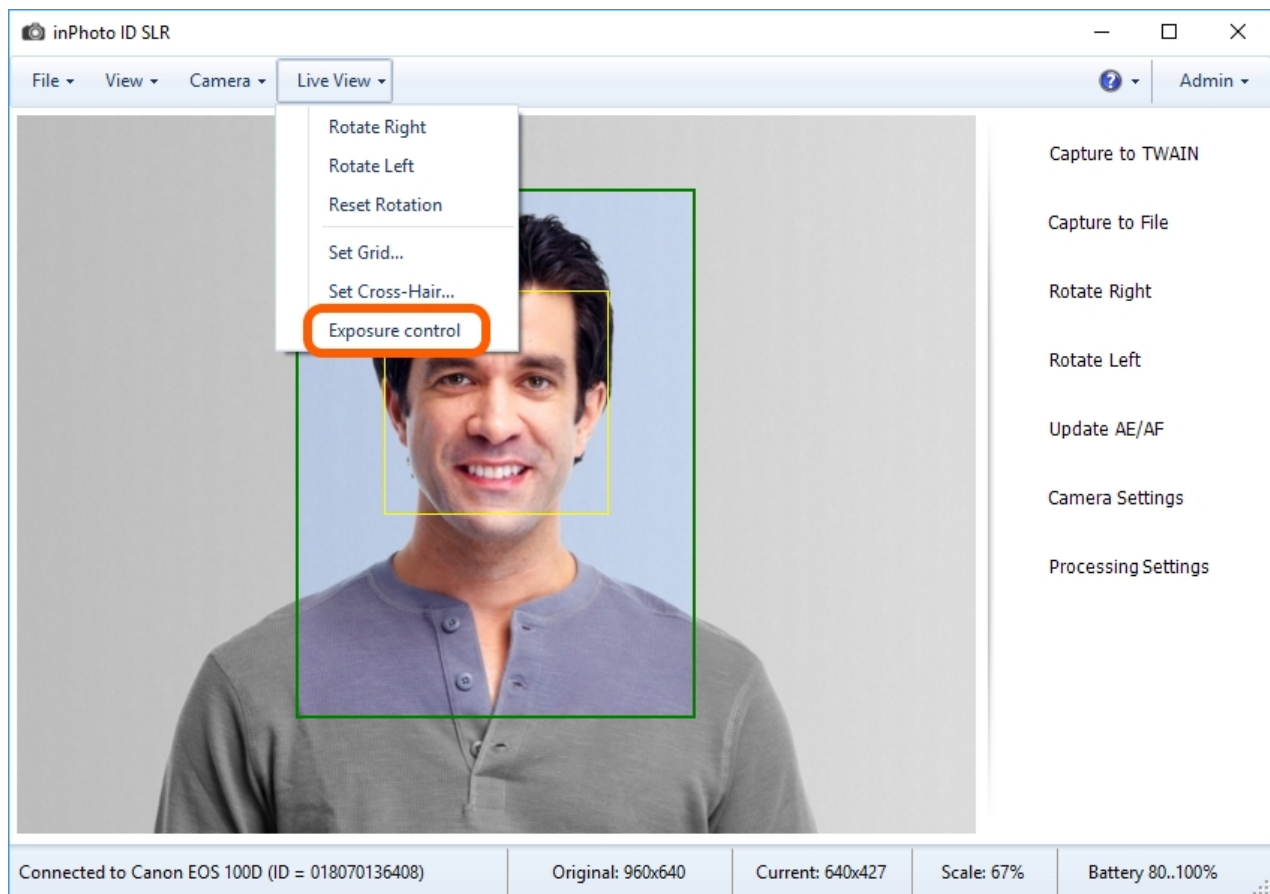 inPhoto ID SLR
File View Camera Live View Admin
Rotate Right
Rotate Left
Reset Rotation
Set Grid...
Set Cross-Hair...
Exposure control
Capture to TWAIN
Capture to File
Rotate Right
Rotate Left
Update AE/AF
Camera Settings
Processing Settings
Connected to Canon EOS 100D (ID = 018070136408) Original: 960x640 Current: 640x427 Scale: 67% Battery 80..100%